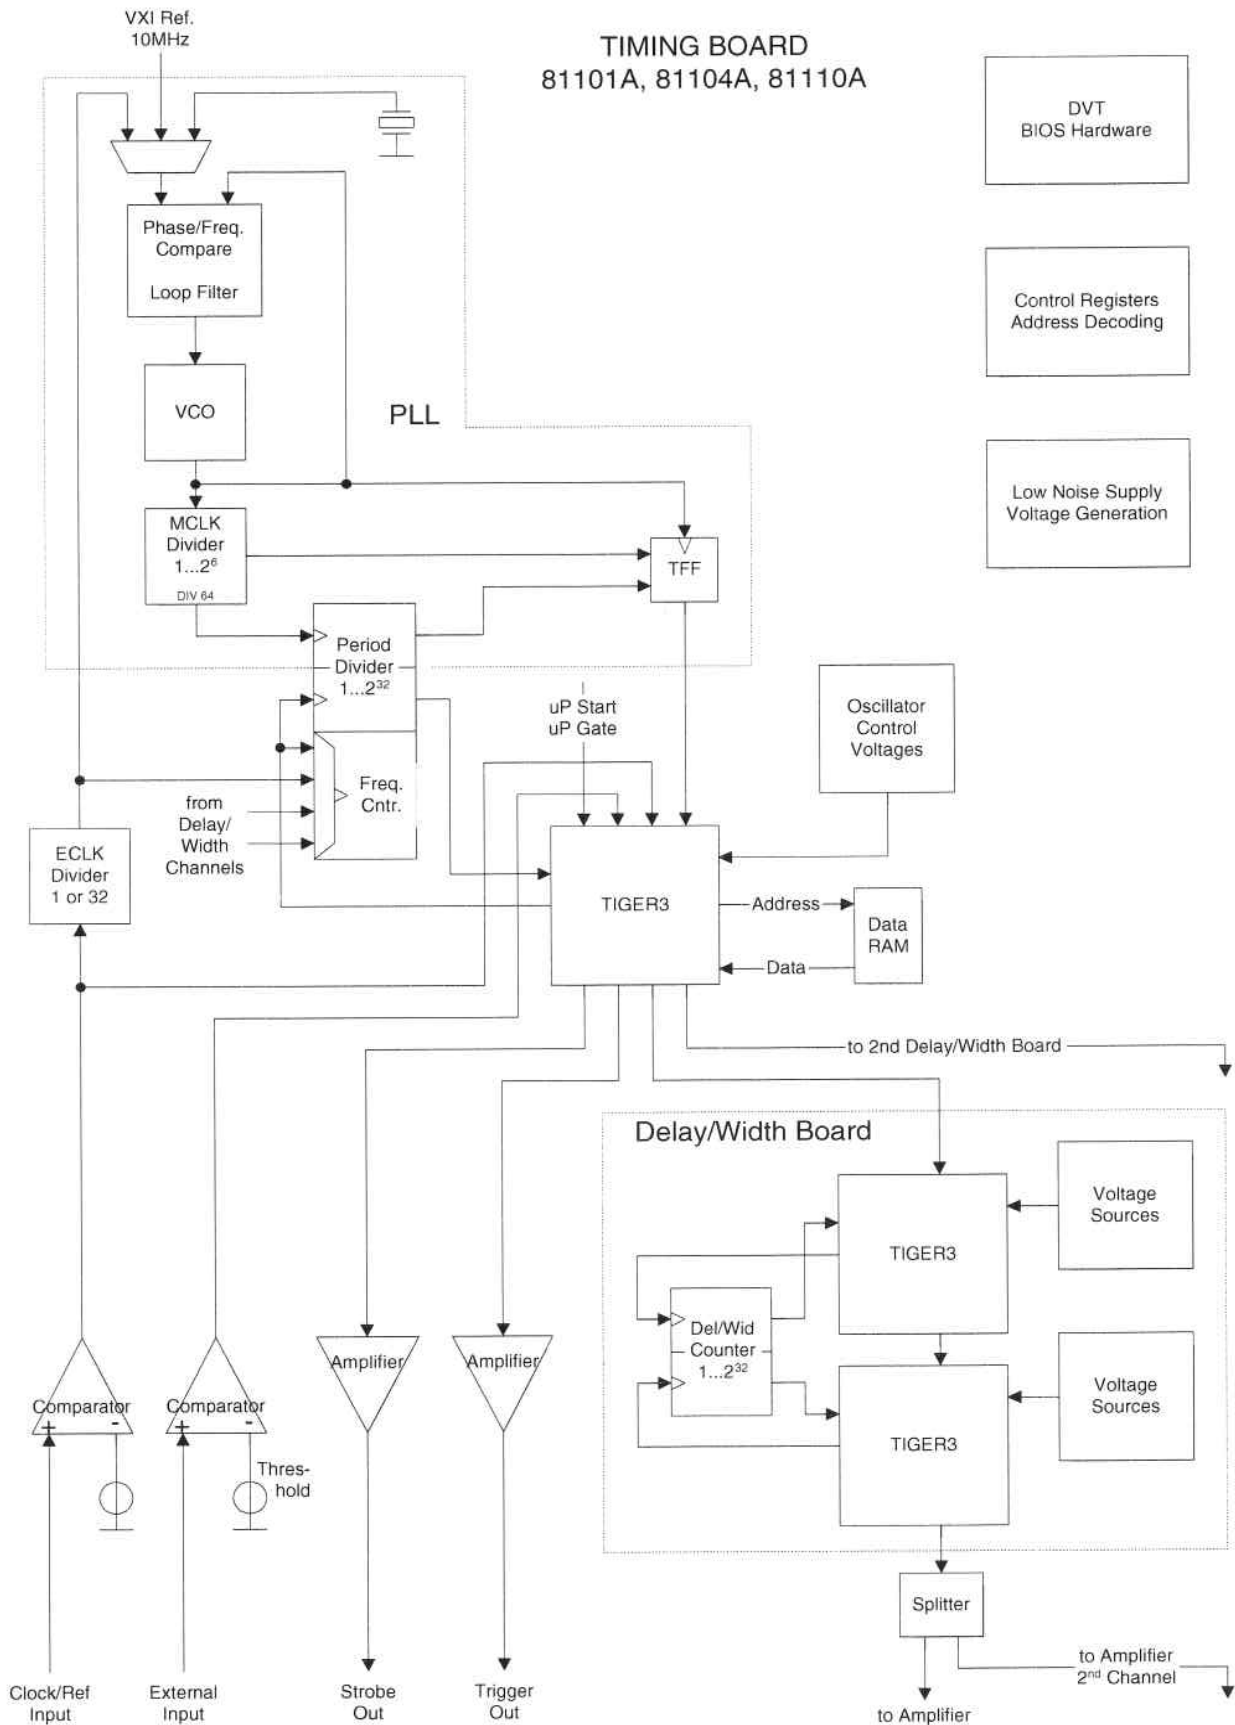 VXI Ref.
10MHz
TIMING BOARD
81101A, 81104A, 81110A
DVT
BIOS Hardware
Phase/Freq.
Compare
Loop Filter
Control Registers
Address Decoding
VCO
PLL
Low Noise Supply
Voltage Generation
MCLK
Divider
1...2⁶
DIV 64
TFF
Period
Divider
1...2³²
uP Start
uP Gate
Oscillator
Control
Voltages
Freq.
Cntr.
from
Delay/
Width
Channels
ECLK
Divider
1 or 32
TIGER3
Address
Data
RAM
Data
to 2nd Delay/Width Board
Delay/Width Board
TIGER3
Voltage
Sources
Del/Wid
Counter
1...2³²
TIGER3
Voltage
Sources
Comparator
+ -
Comparator
+ -
Amplifier
Amplifier
Thres-
hold
Splitter
to Amplifier
2ⁿᵈ Channel
to Amplifier
Clock/Ref
Input
External
Input
Strobe
Out
Trigger
Out